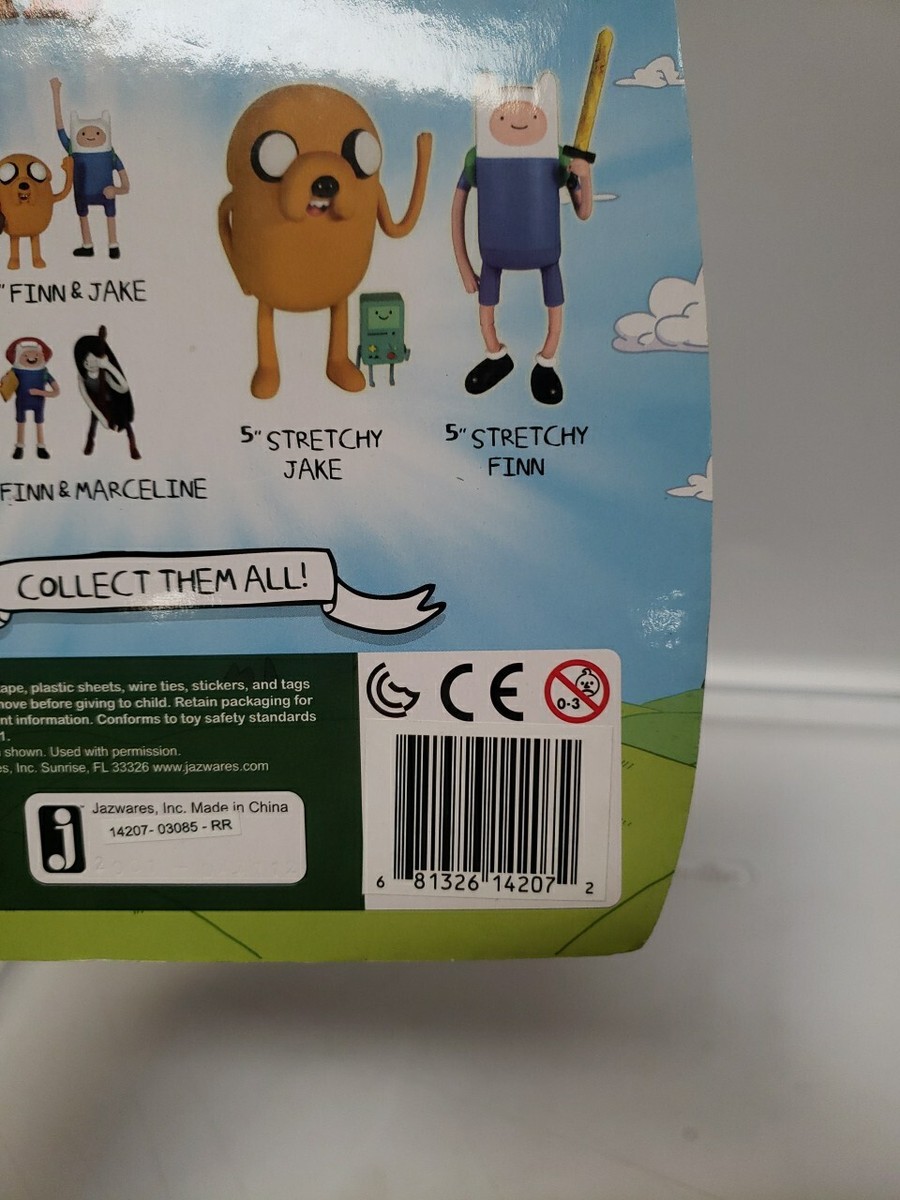 " FINN & JAKE
5" STRETCHY
JAKE
5" STRETCHY
FINN
FINN & MARCELINE
COLLECT THEM ALL!
ape, plastic sheets, wire ties, stickers, and tags
move before giving to child. Retain packaging for
nt information. Conforms to toy safety standards
1.
shown. Used with permission.
es, Inc. Sunrise, FL 33326 www.jazwares.com
CE
0-3
j
Jazwares, Inc. Made in China
14207- 03085 - RR
6 81326 14207 2